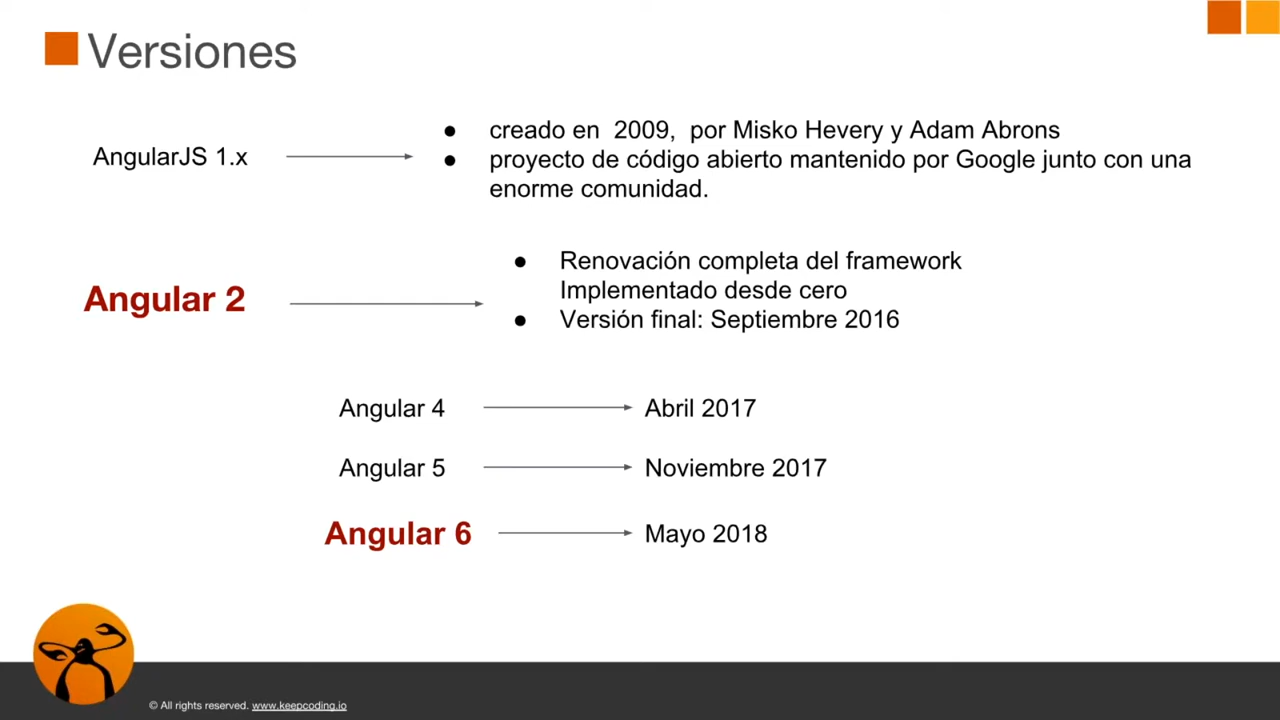 Versiones
AngularJS 1.x
● creado en 2009, por Misko Hevery y Adam Abrons
● proyecto de código abierto mantenido por Google junto con una
enorme comunidad.
Angular 2
● Renovación completa del framework
Implementado desde cero
● Versión final: Septiembre 2016
Angular 4 Abril 2017
Angular 5 Noviembre 2017
Angular 6 Mayo 2018
© All rights reserved. www.keepcoding.io